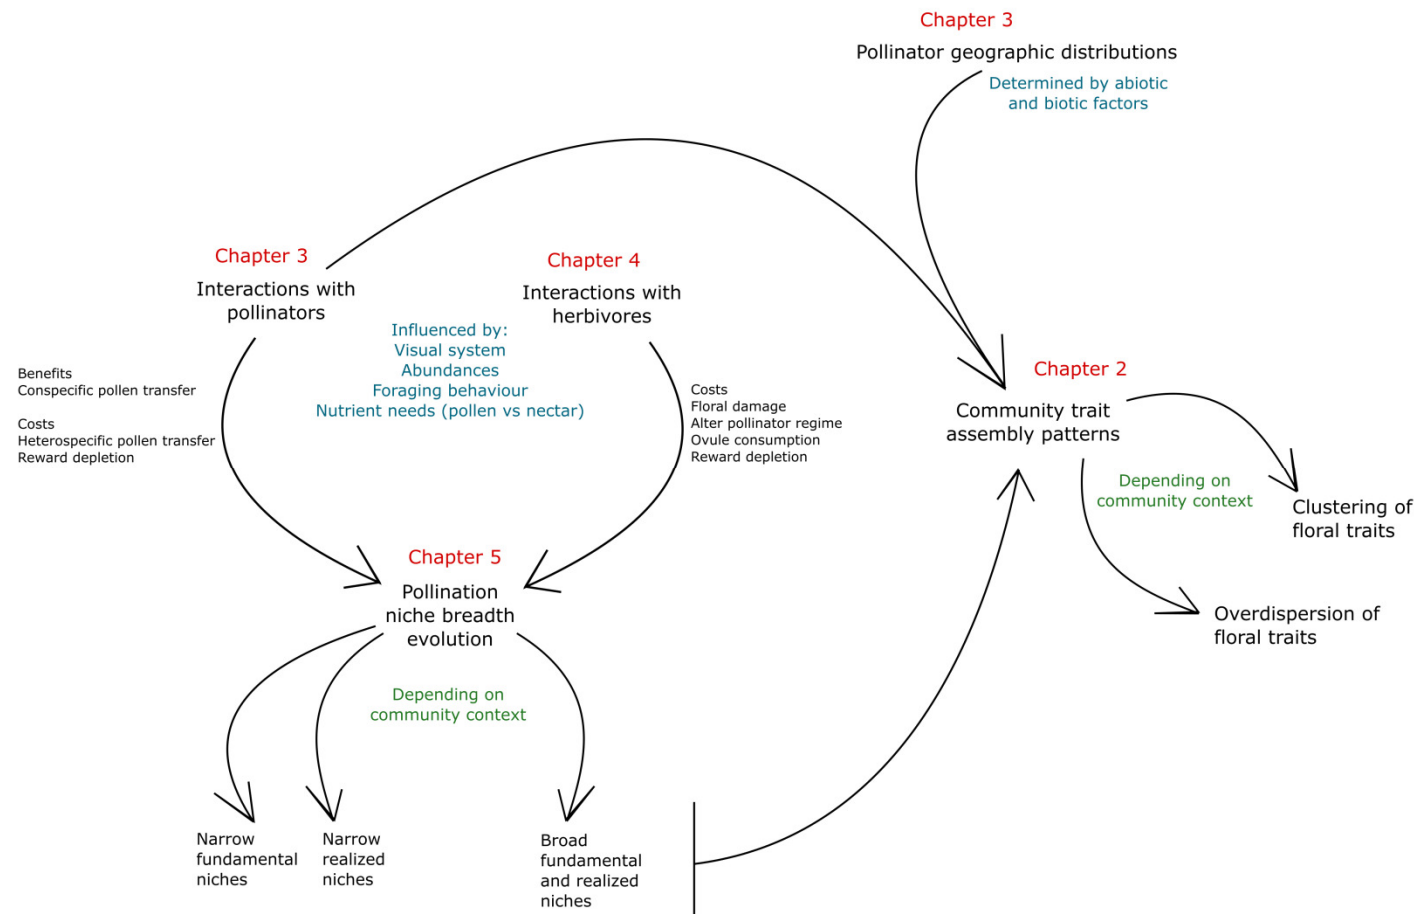 Chapter 3
Pollinator geographic distributions
Determined by abiotic
and biotic factors
Chapter 3
Interactions with
pollinators
Chapter 4
Interactions with
herbivores
Influenced by:
Visual system
Abundances
Foraging behaviour
Nutrient needs (pollen vs nectar)
Benefits
Conspecific pollen transfer
Costs
Heterospecific pollen transfer
Reward depletion
Costs
Floral damage
Alter pollinator regime
Ovule consumption
Reward depletion
Chapter 2
Community trait
assembly patterns
Depending on
community context
Clustering of
floral traits
Overdispersion of
floral traits
Chapter 5
Pollination
niche breadth
evolution
Depending on
community context
Narrow
fundamental
niches
Narrow
realized
niches
Broad
fundamental
and realized
niches